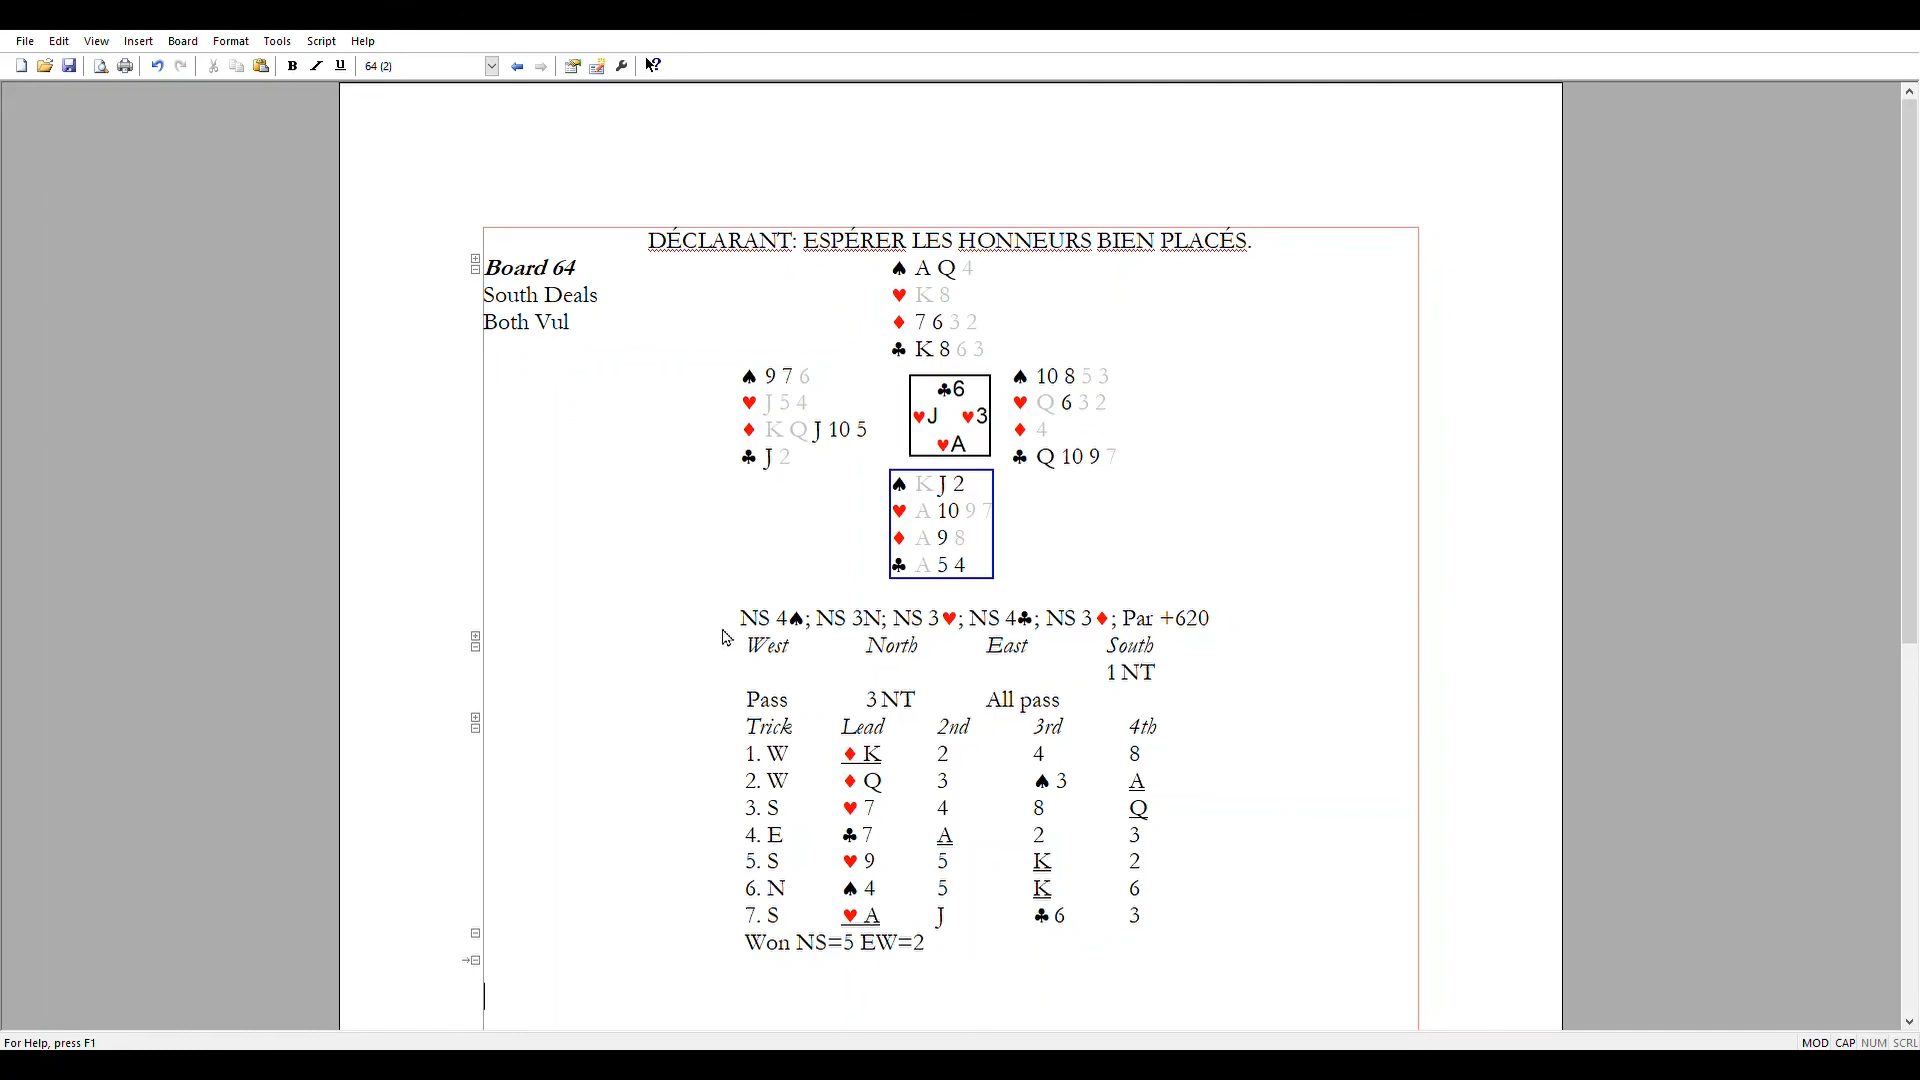 File Edit View Insert Board Format Tools Script Help
B I U 64 (2)
DÉCLARANT: ESPÉRER LES HONNEURS BIEN PLACÉS.
Board 64
South Deals
Both Vul
♠ A Q 4
♥ K 8
♦ 7 6 3 2
♣ K 8 6 3
♠ 9 7 6
♥ J 5 4
♦ K Q J 10 5
♣ J 2
♣6
♥J ♥3
♥A
♠ 10 8 5 3
♥ Q 6 3 2
♦ 4
♣ Q 10 9 7
♠ K J 2
♥ A 10 9 7
♦ A 9 8
♣ A 5 4
NS 4♠; NS 3N; NS 3♥; NS 4♣; NS 3♦; Par +620
West North East South
1 NT
Pass 3 NT All pass
Trick Lead 2nd 3rd 4th
1. W ♦ K 2 4 8
2. W ♦ Q 3 ♠ 3 A
3. S ♥ 7 4 8 Q
4. E ♣ 7 A 2 3
5. S ♥ 9 5 K 2
6. N ♠ 4 5 K 6
7. S ♥ A J ♣ 6 3
Won NS=5 EW=2
For Help, press F1
MOD CAP NUM SCRL